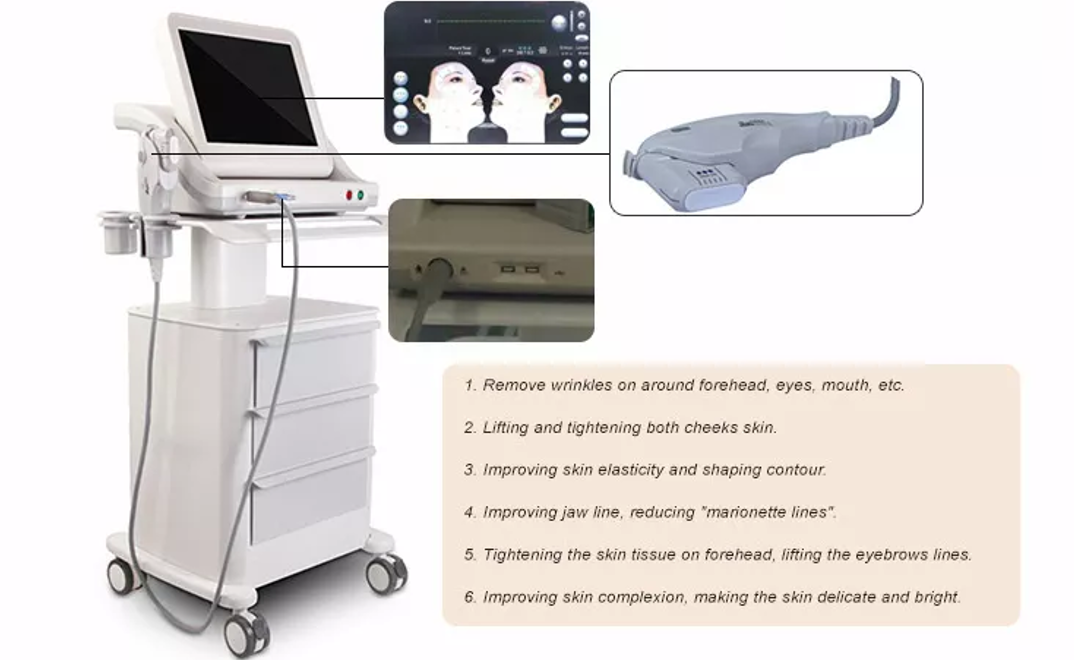 1. Remove wrinkles on around forehead, eyes, mouth, etc.
2. Lifting and tightening both cheeks skin.
3. Improving skin elasticity and shaping contour.
4. Improving jaw line, reducing "marionette lines".
5. Tightening the skin tissue on forehead, lifting the eyebrows lines.
6. Improving skin complexion, making the skin delicate and bright.